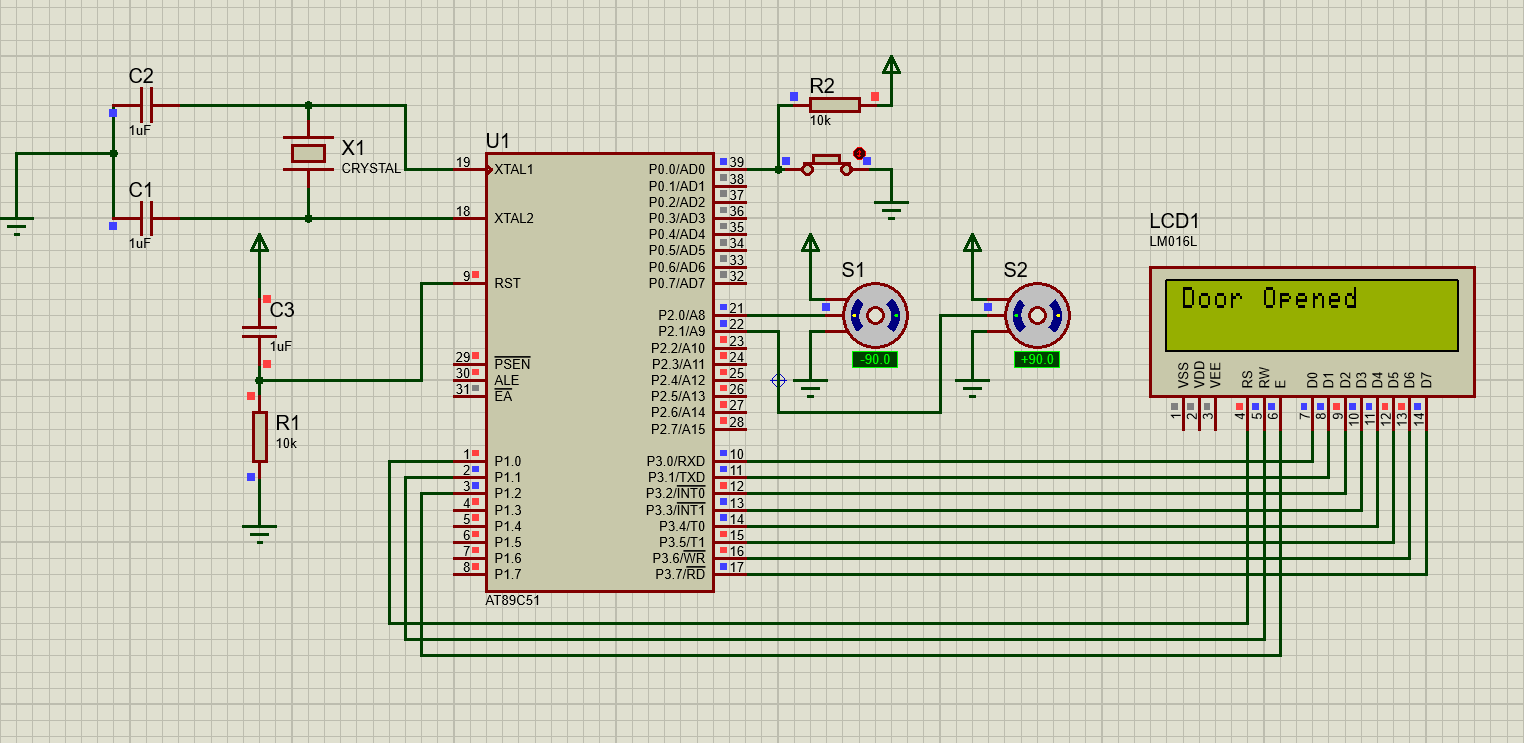 C2
1uF
X1
CRYSTAL
C1
1uF
C3
1uF
R1
10k
U1
19 XTAL1
18 XTAL2
9 RST
29 PSEN
30 ALE
31 EA
1 P1.0
2 P1.1
3 P1.2
4 P1.3
5 P1.4
6 P1.5
7 P1.6
8 P1.7
P0.0/AD0 39
P0.1/AD1 38
P0.2/AD2 37
P0.3/AD3 36
P0.4/AD4 35
P0.5/AD5 34
P0.6/AD6 33
P0.7/AD7 32
P2.0/A8 21
P2.1/A9 22
P2.2/A10 23
P2.3/A11 24
P2.4/A12 25
P2.5/A13 26
P2.6/A14 27
P2.7/A15 28
P3.0/RXD 10
P3.1/TXD 11
P3.2/INT0 12
P3.3/INT1 13
P3.4/T0 14
P3.5/T1 15
P3.6/WR 16
P3.7/RD 17
AT89C51
R2
10k
S1
-90.0
S2
+90.0
LCD1
LM016L
Door Opened
VSS VDD VEE RS RW E D0 D1 D2 D3 D4 D5 D6 D7
1 2 3 4 5 6 7 8 9 10 11 12 13 14